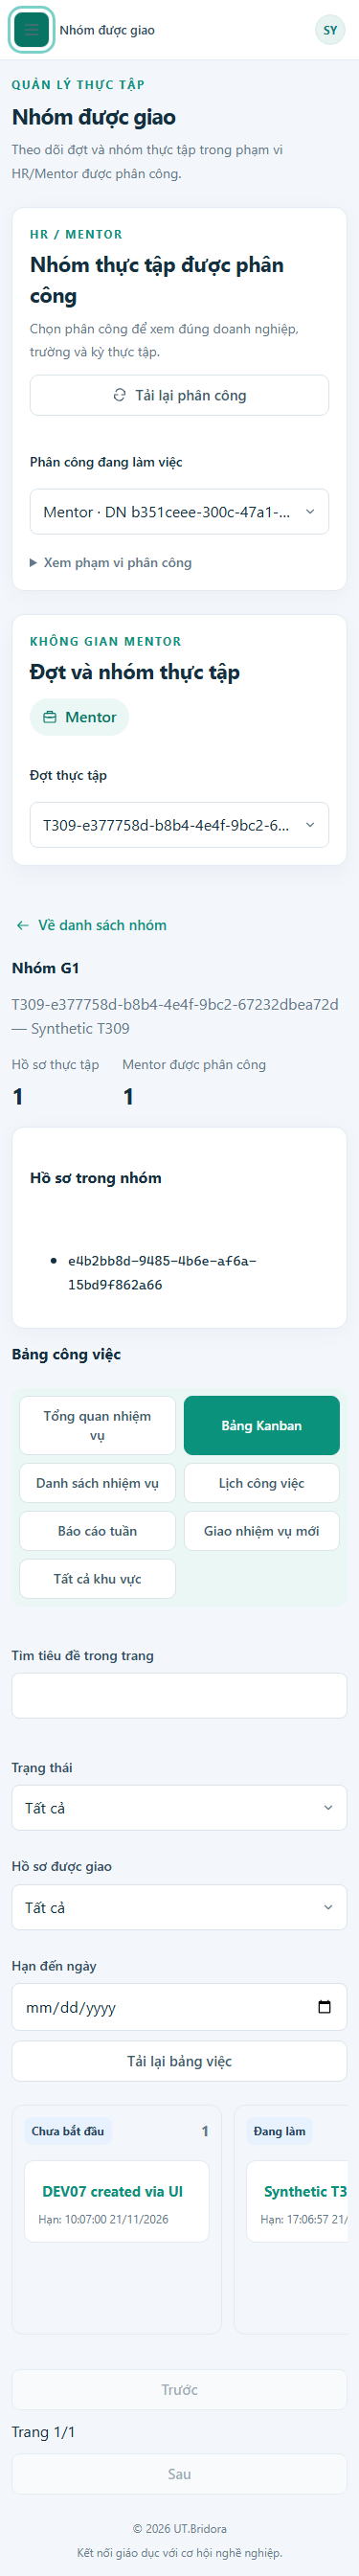 Nhóm được giao
SY
QUẢN LÝ THỰC TẬP
Nhóm được giao
Theo dõi đợt và nhóm thực tập trong phạm vi
HR/Mentor được phân công.
HR / MENTOR
Nhóm thực tập được phân
công
Chọn phân công để xem đúng doanh nghiệp,
trường và kỳ thực tập.
Tải lại phân công
Phân công đang làm việc
Mentor · DN b351ceee-300c-47a1-...
Xem phạm vi phân công
KHÔNG GIAN MENTOR
Đợt và nhóm thực tập
Mentor
Đợt thực tập
T309-e377758d-b8b4-4e4f-9bc2-6...
Về danh sách nhóm
Nhóm G1
T309-e377758d-b8b4-4e4f-9bc2-67232dbea72d
— Synthetic T309
Hồ sơ thực tập
Mentor được phân công
1
1
Hồ sơ trong nhóm
e4b2bb8d-9485-4b6e-af6a-
15bd9f862a66
Bảng công việc
Tổng quan nhiệm
vụ
Bảng Kanban
Danh sách nhiệm vụ
Lịch công việc
Báo cáo tuần
Giao nhiệm vụ mới
Tất cả khu vực
Tìm tiêu đề trong trang
Trạng thái
Tất cả
Hồ sơ được giao
Tất cả
Hạn đến ngày
mm/dd/yyyy
Tải lại bảng việc
Chưa bắt đầu
1
Đang làm
DEV07 created via UI
Hạn: 10:07:00 21/11/2026
Synthetic T3
Hạn: 17:06:57 21/
Trước
Trang 1/1
Sau
© 2026 UT.Bridora
Kết nối giáo dục với cơ hội nghề nghiệp.